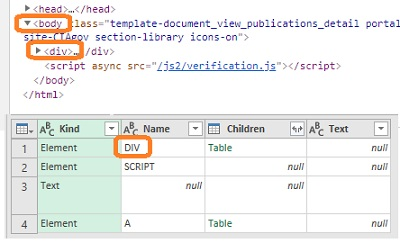 ▶<head>…</head>
▼<body class="template-document_view_publications_detail portal
site-CIAgov section-library icons-on">
▶<div>…</div>
<script async src="/js2/verification.js"></script>
</body>
</html>
Kind Name Children Text
1 Element DIV Table null
2 Element SCRIPT null null
3 Text null null
4 Element A Table null